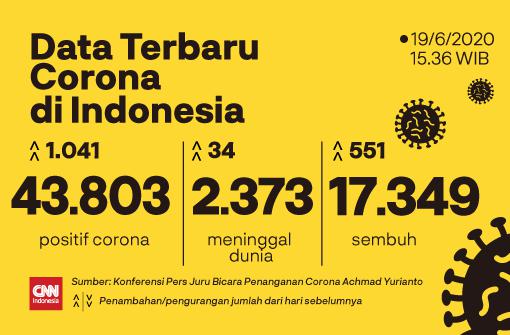 Data Terbaru
Corona
di Indonesia
19/6/2020
15.36 WIB
1.041
43.803
positif corona
34
2.373
meninggal
dunia
551
17.349
sembuh
CNN
Indonesia
Sumber: Konferensi Pers Juru Bicara Penanganan Corona Achmad Yurianto
Penambahan/pengurangan jumlah dari hari sebelumnya